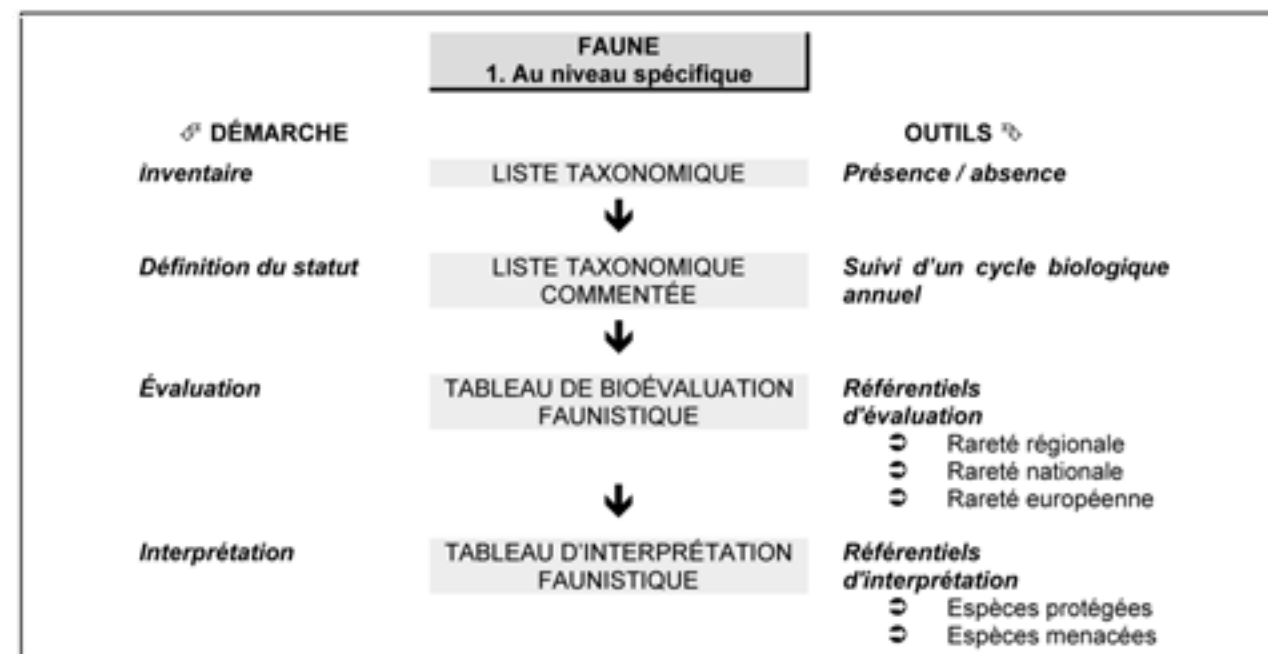 FAUNE
1. Au niveau spécifique
DÉMARCHE
OUTILS
Inventaire
LISTE TAXONOMIQUE
Présence / absence
Définition du statut
LISTE TAXONOMIQUE
COMMENTÉE
Suivi d'un cycle biologique
annuel
Évaluation
TABLEAU DE BIOÉVALUATION
FAUNISTIQUE
Référentiels
d'évaluation
Rareté régionale
Rareté nationale
Rareté européenne
Interprétation
TABLEAU D'INTERPRÉTATION
FAUNISTIQUE
Référentiels
d'interprétation
Espèces protégées
Espèces menacées